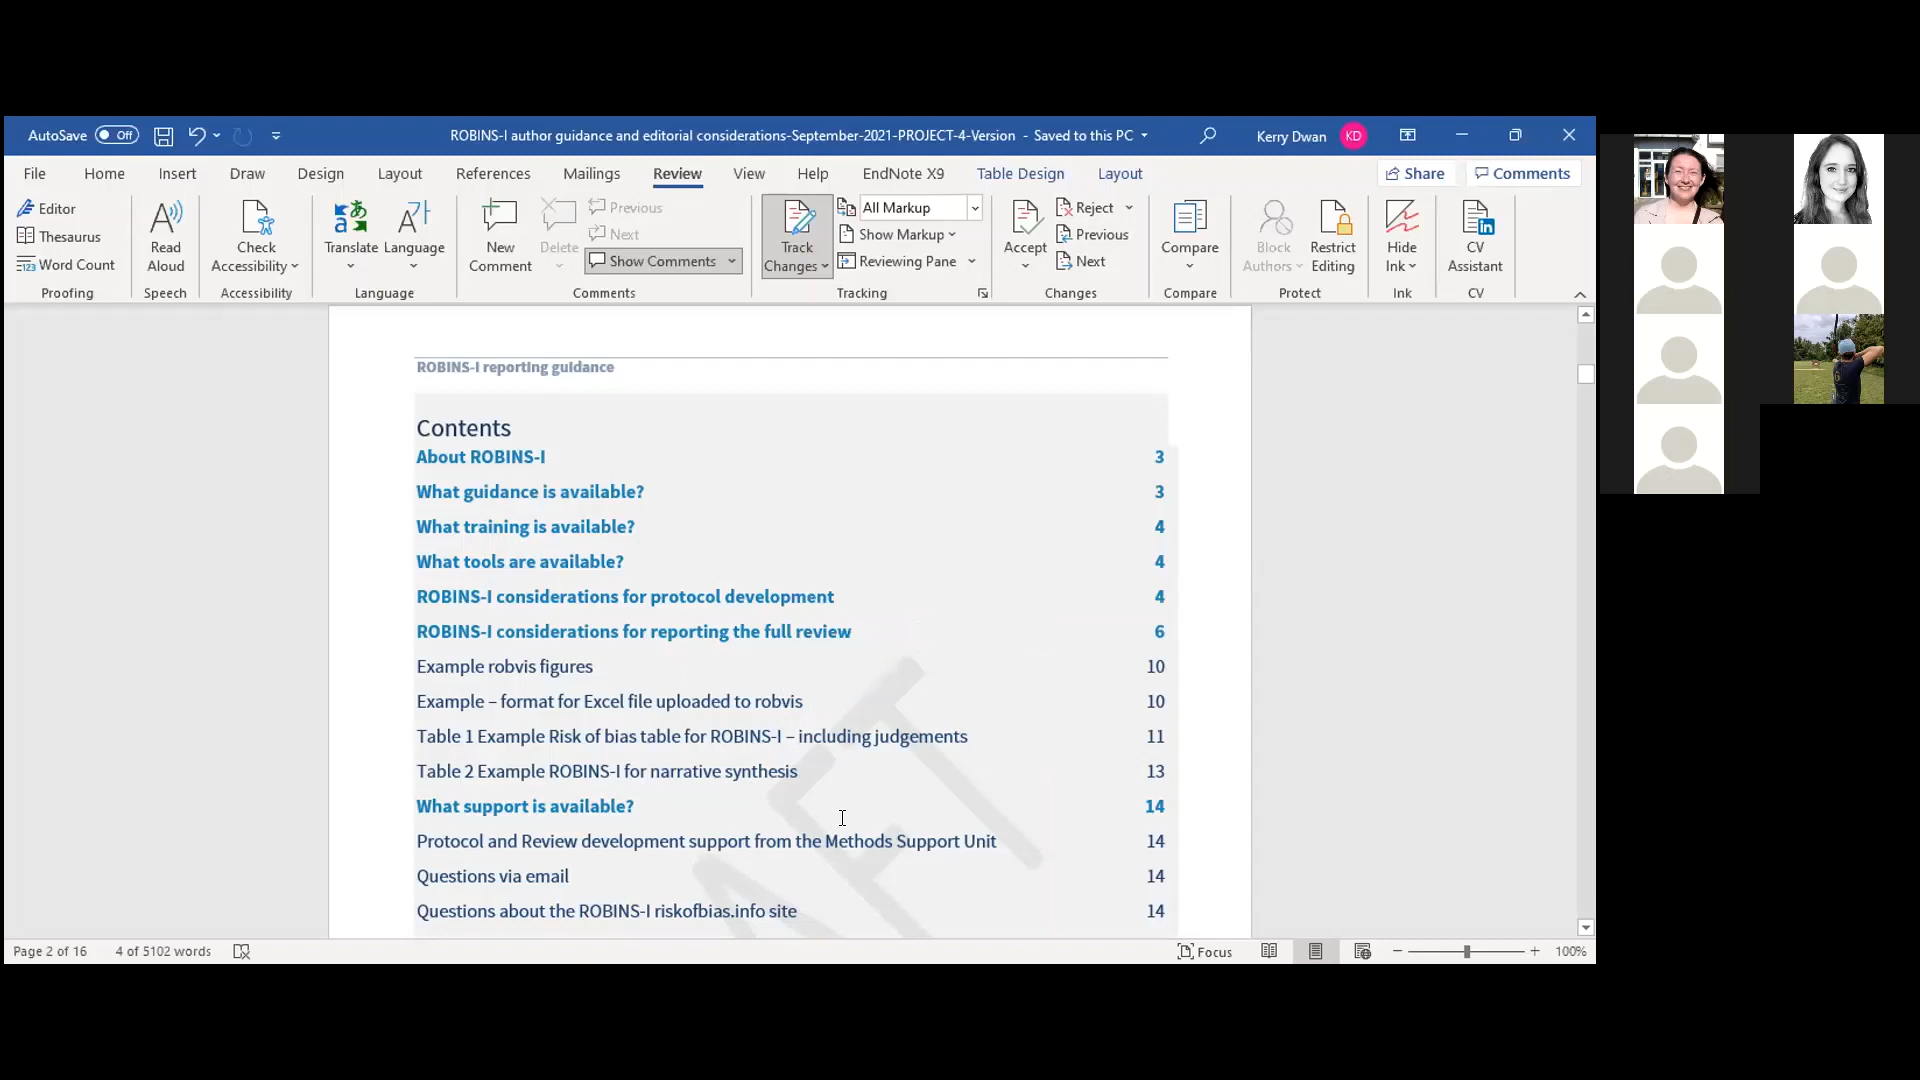 AutoSave Off ROBINS-I author guidance and editorial considerations-September-2021-PROJECT-4-Version - Saved to this PC Kerry Dwan KD
File Home Insert Draw Design Layout References Mailings Review View Help EndNote X9 Table Design Layout Share Comments
Editor
Thesaurus
123 Word Count
Proofing
Read Aloud
Speech
Check Accessibility
Accessibility
Translate
Language
Language
New Comment
Delete
Previous
Next
Show Comments
Comments
Track Changes
All Markup
Show Markup
Reviewing Pane
Tracking
Accept
Reject
Previous
Next
Changes
Compare
Compare
Block Authors
Restrict Editing
Protect
Hide Ink
Ink
CV Assistant
CV
ROBINS-I reporting guidance
Contents
About ROBINS-I 3
What guidance is available? 3
What training is available? 4
What tools are available? 4
ROBINS-I considerations for protocol development 4
ROBINS-I considerations for reporting the full review 6
Example robvis figures 10
Example – format for Excel file uploaded to robvis 10
Table 1 Example Risk of bias table for ROBINS-I – including judgements 11
Table 2 Example ROBINS-I for narrative synthesis 13
What support is available? 14
Protocol and Review development support from the Methods Support Unit 14
Questions via email 14
Questions about the ROBINS-I riskofbias.info site 14
Page 2 of 16 4 of 5102 words Focus 100%